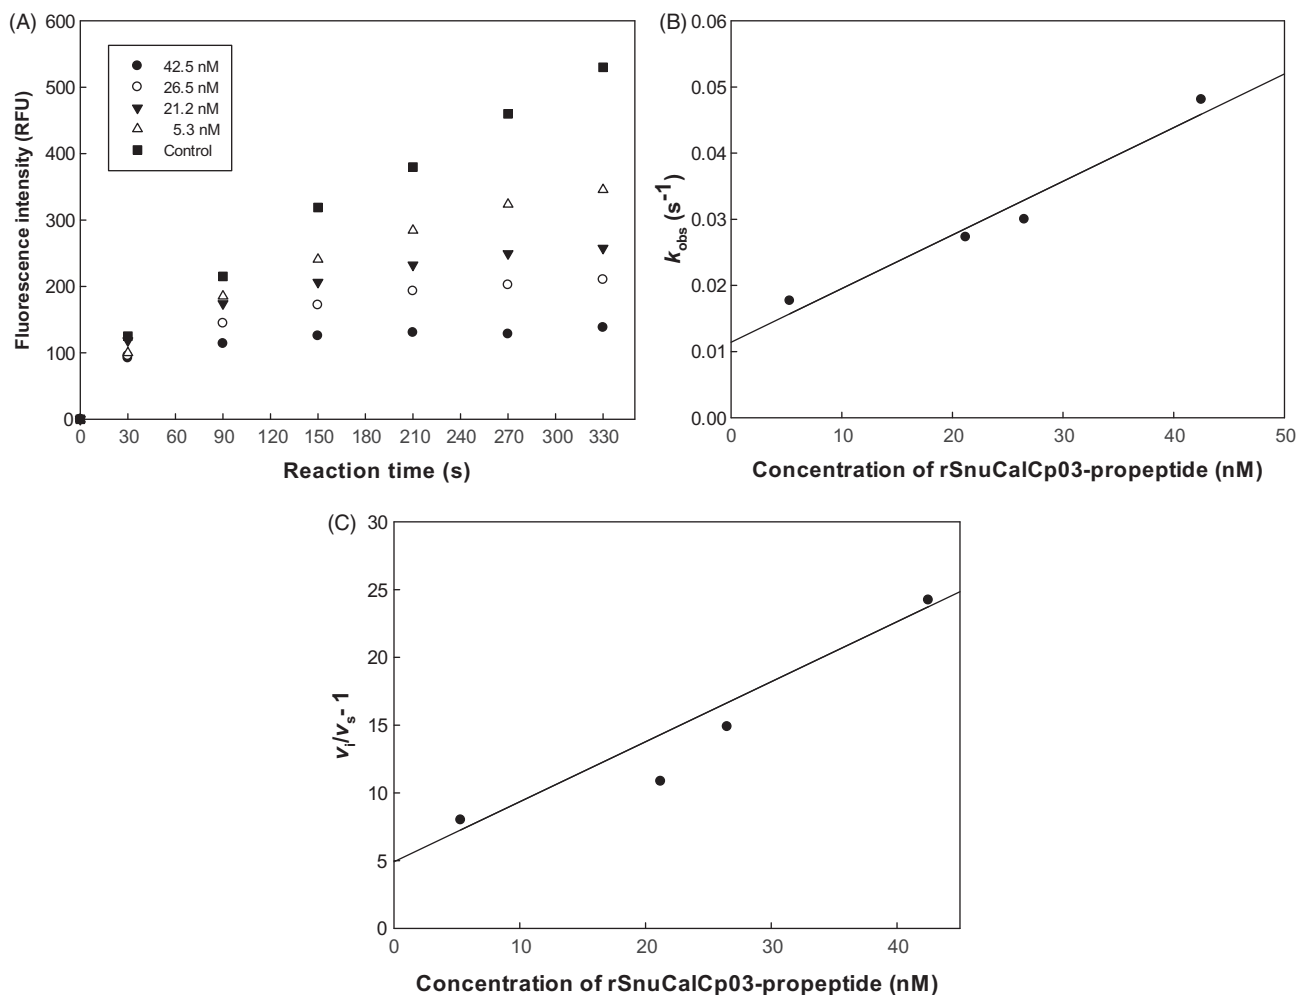 (A)
600
500
400
300
200
100
0
Fluorescence intensity (RFU)
42.5 nM
26.5 nM
21.2 nM
5.3 nM
Control
0 30 60 90 120 150 180 210 240 270 300 330
Reaction time (s)
(B)
0.06
0.05
0.04
0.03
0.02
0.01
0.00
k_obs (s⁻¹)
0 10 20 30 40 50
Concentration of rSnuCalCp03-propeptide (nM)
(C)
30
25
20
15
10
5
0
v_i/v_s- 1
0 10 20 30 40
Concentration of rSnuCalCp03-propeptide (nM)